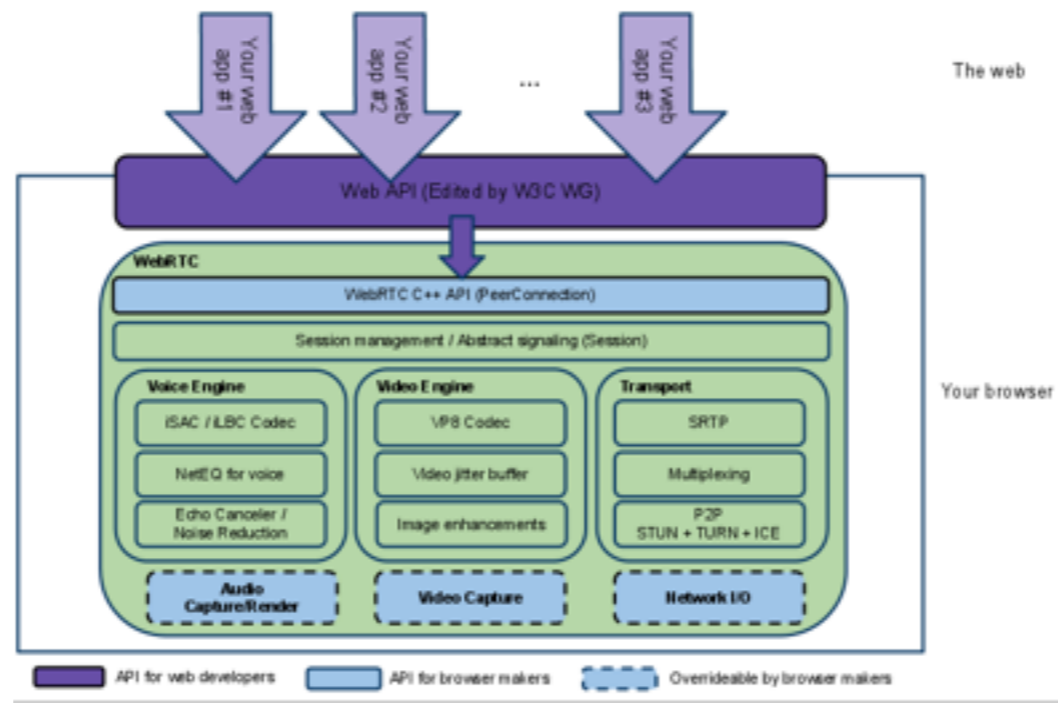 Your web
app #1
Your web
app #2
...
Your web
app #3
The web
Web API (Edited by W3C WG)
WebRTC
WebRTC C++ API (PeerConnection)
Session management / Abstract signaling (Session)
Your browser
Voice Engine
iSAC / iLBC Codec
NetEQ for voice
Echo Canceler /
Noise Reduction
Video Engine
VP8 Codec
Video jitter buffer
Image enhancements
Transport
SRTP
Multiplexing
P2P
STUN + TURN + ICE
Audio
Capture/Render
Video Capture
Network I/O
API for web developers
API for browser makers
Overrideable by browser makers